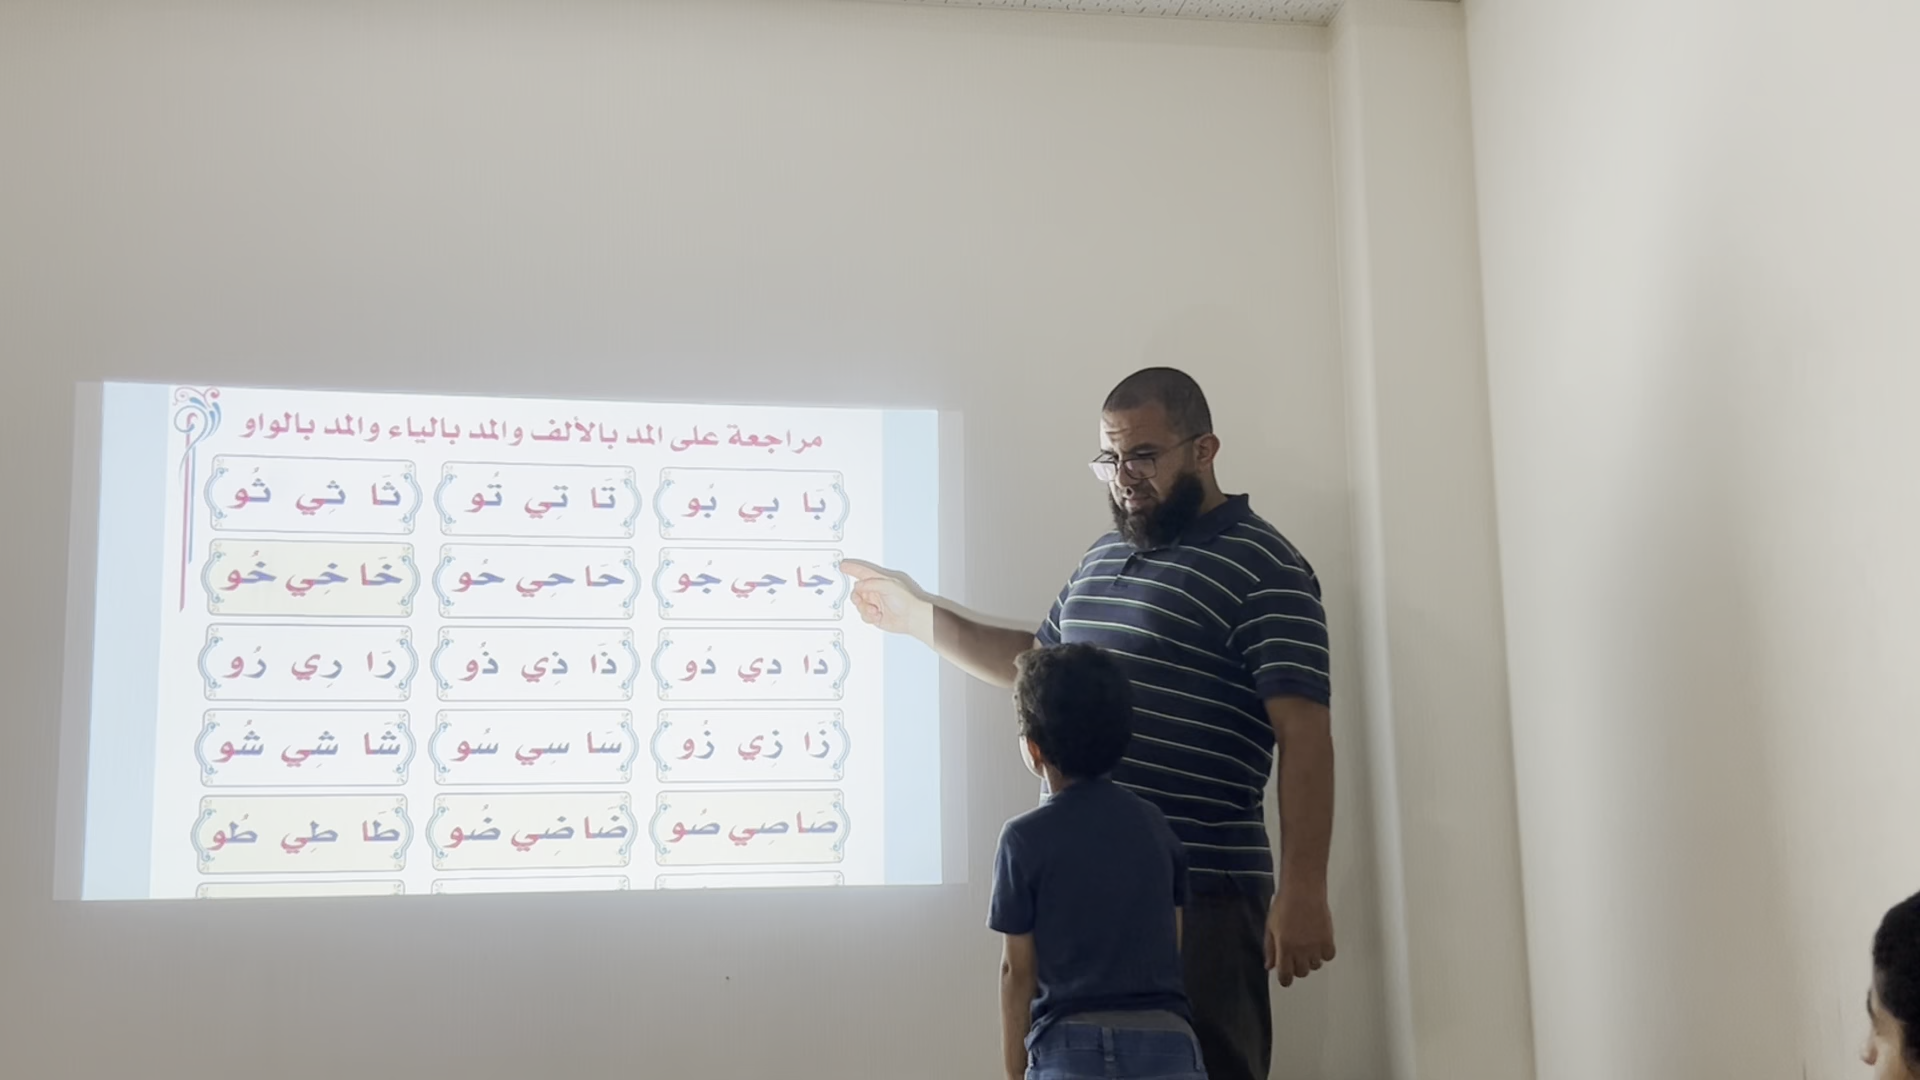 مراجعة على المد بالألف والمد بالياء والمد بالواو
بَا بِي بُو تَا تِي تُو ثَا ثِي ثُو
جَا جِي جُو حَا حِي حُو خَا خِي خُو
دَا دِي دُو ذَا ذِي ذُو رَا رِي رُو
زَا زِي زُو سَا سِي سُو شَا شِي شُو
صَا صِي صُو ضَا ضِي ضُو طَا طِي طُو